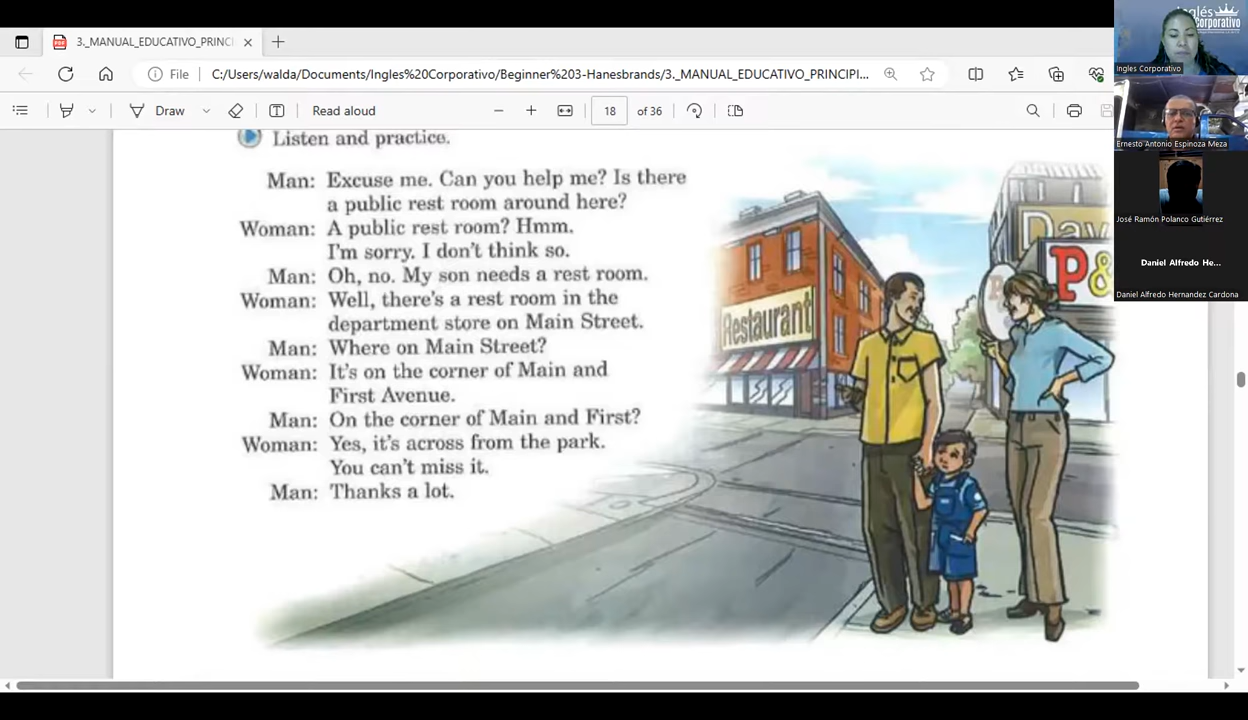 3._MANUAL_EDUCATIVO_PRINCI
File
C:/Users/walda/Documents/Ingles%20Corporativo/Beginner%203-Hanesbrands/3._MANUAL_EDUCATIVO_PRINCIPI...
Draw
Read aloud
18
of 36
Listen and practice.
Man: Excuse me. Can you help me? Is there
a public rest room around here?
Woman: A public rest room? Hmm.
I'm sorry. I don't think so.
Man: Oh, no. My son needs a rest room.
Woman: Well, there's a rest room in the
department store on Main Street.
Man: Where on Main Street?
Woman: It's on the corner of Main and
First Avenue.
Man: On the corner of Main and First?
Woman: Yes, it's across from the park.
You can't miss it.
Man: Thanks a lot.
Restaurant
Dav
P&
Inglés
Corporativo
Ingles Corporativo
Ernesto Antonio Espinoza Meza
José Ramón Polanco Gutiérrez
Daniel Alfredo He...
Daniel Alfredo Hernandez Cardona